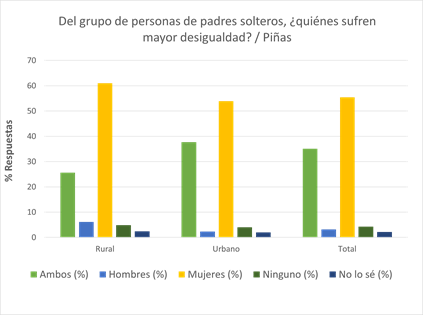 Del grupo de personas de padres solteros, ¿quiénes sufren
mayor desigualdad? / Piñas
% Respuestas
70
60
50
40
30
20
10
0
Rural Urbano Total
Ambos (%) Hombres (%) Mujeres (%) Ninguno (%) No lo sé (%)